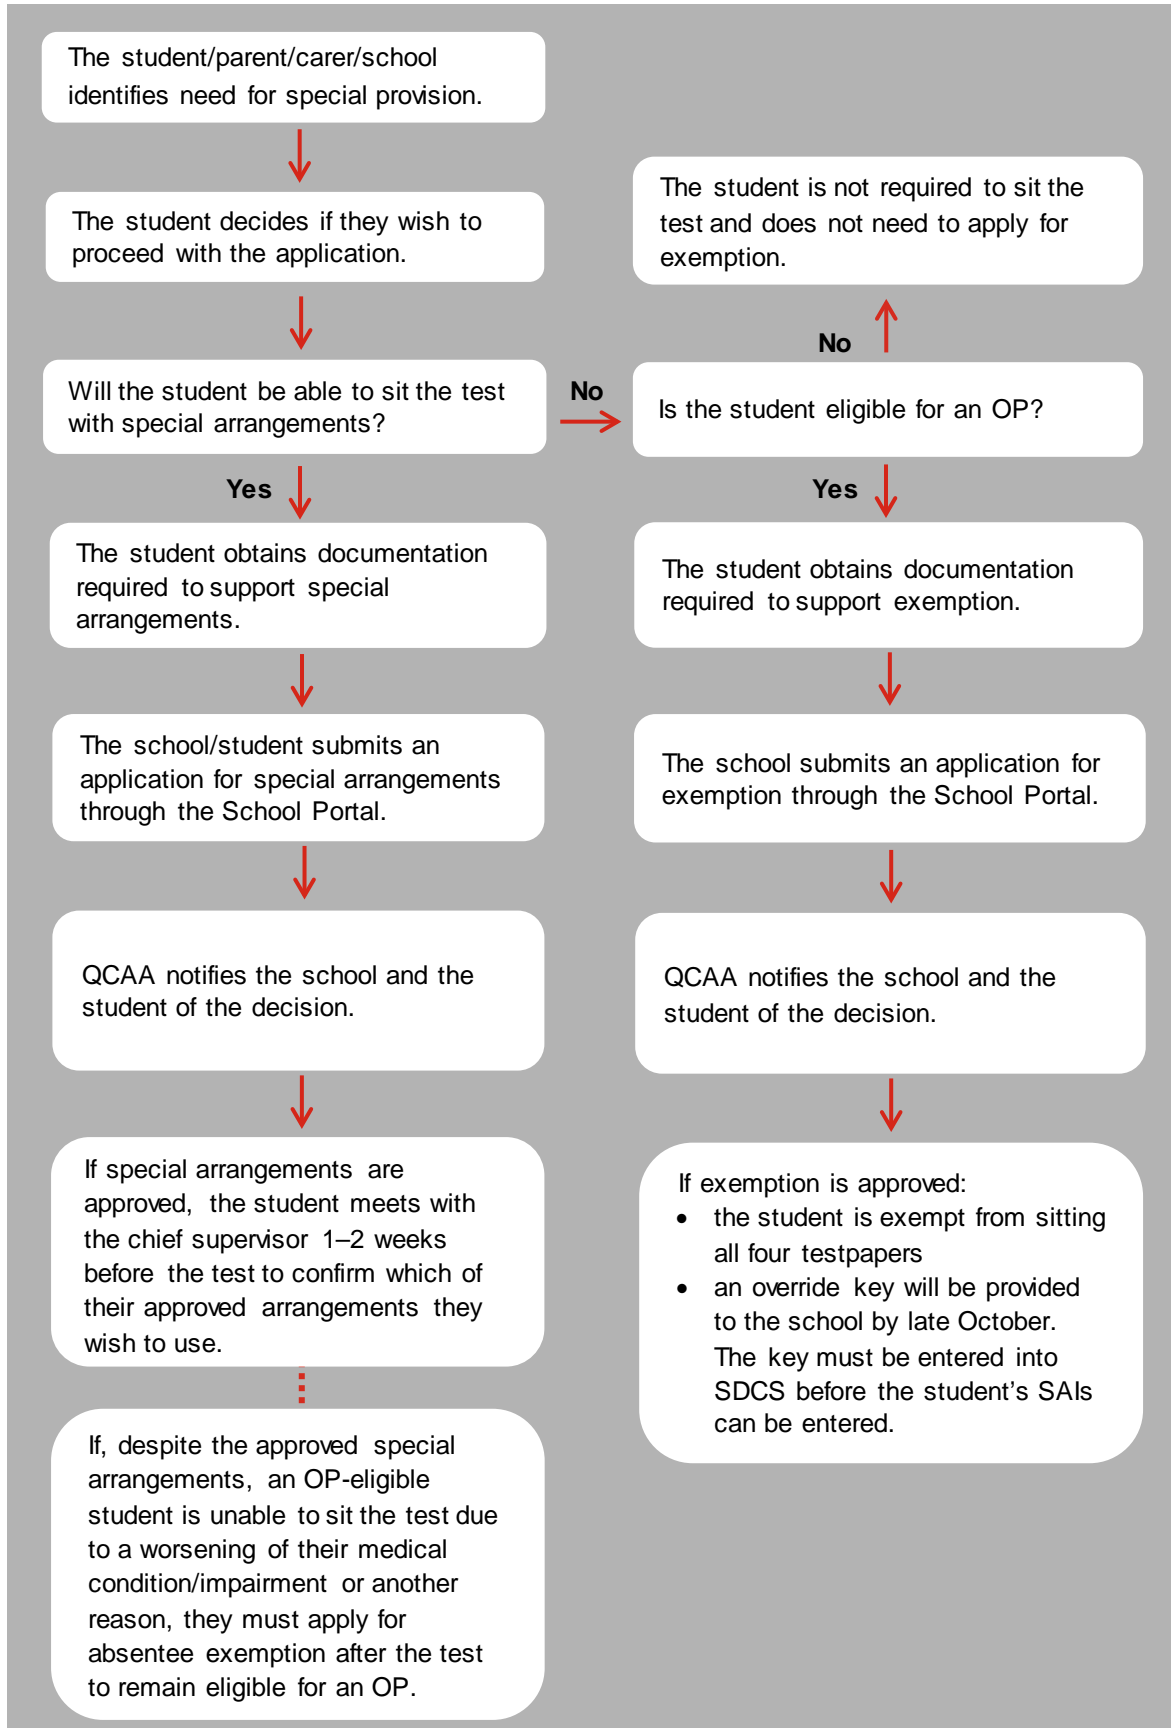 The student/parent/carer/school
identifies need for special provision.
The student decides if they wish to
proceed with the application.
Will the student be able to sit the test
with special arrangements?
No
Is the student eligible for an OP?
No
The student is not required to sit the
test and does not need to apply for
exemption.
Yes
The student obtains documentation
required to support special
arrangements.
The school/student submits an
application for special arrangements
through the School Portal.
QCAA notifies the school and the
student of the decision.
If special arrangements are
approved, the student meets with
the chief supervisor 1–2 weeks
before the test to confirm which of
their approved arrangements they
wish to use.
If, despite the approved special
arrangements, an OP-eligible
student is unable to sit the test due
to a worsening of their medical
condition/impairment or another
reason, they must apply for
absentee exemption after the test
to remain eligible for an OP.
Yes
The student obtains documentation
required to support exemption.
The school submits an application for
exemption through the School Portal.
QCAA notifies the school and the
student of the decision.
If exemption is approved:
• the student is exempt from sitting
all four testpapers
• an override key will be provided
to the school by late October.
The key must be entered into
SDCS before the student’s SAIs
can be entered.